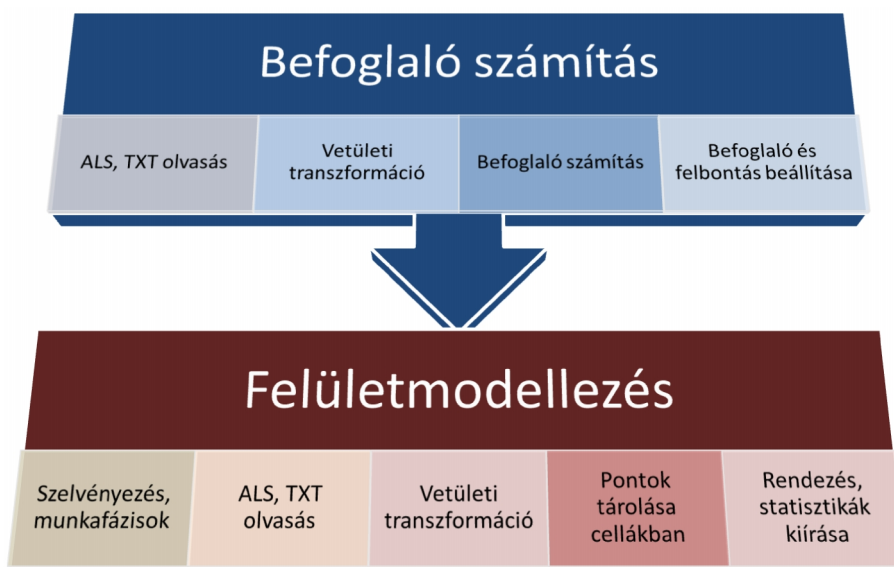 Befoglaló számítás
ALS, TXT olvasás
Vetületi
transzformáció
Befoglaló számítás
Befoglaló és
felbontás beállítása
Felületmodellezés
Szelvényezés,
munkafázisok
ALS, TXT
olvasás
Vetületi
transzformáció
Pontok
tárolása
cellákban
Rendezés,
statisztikák
kiírása